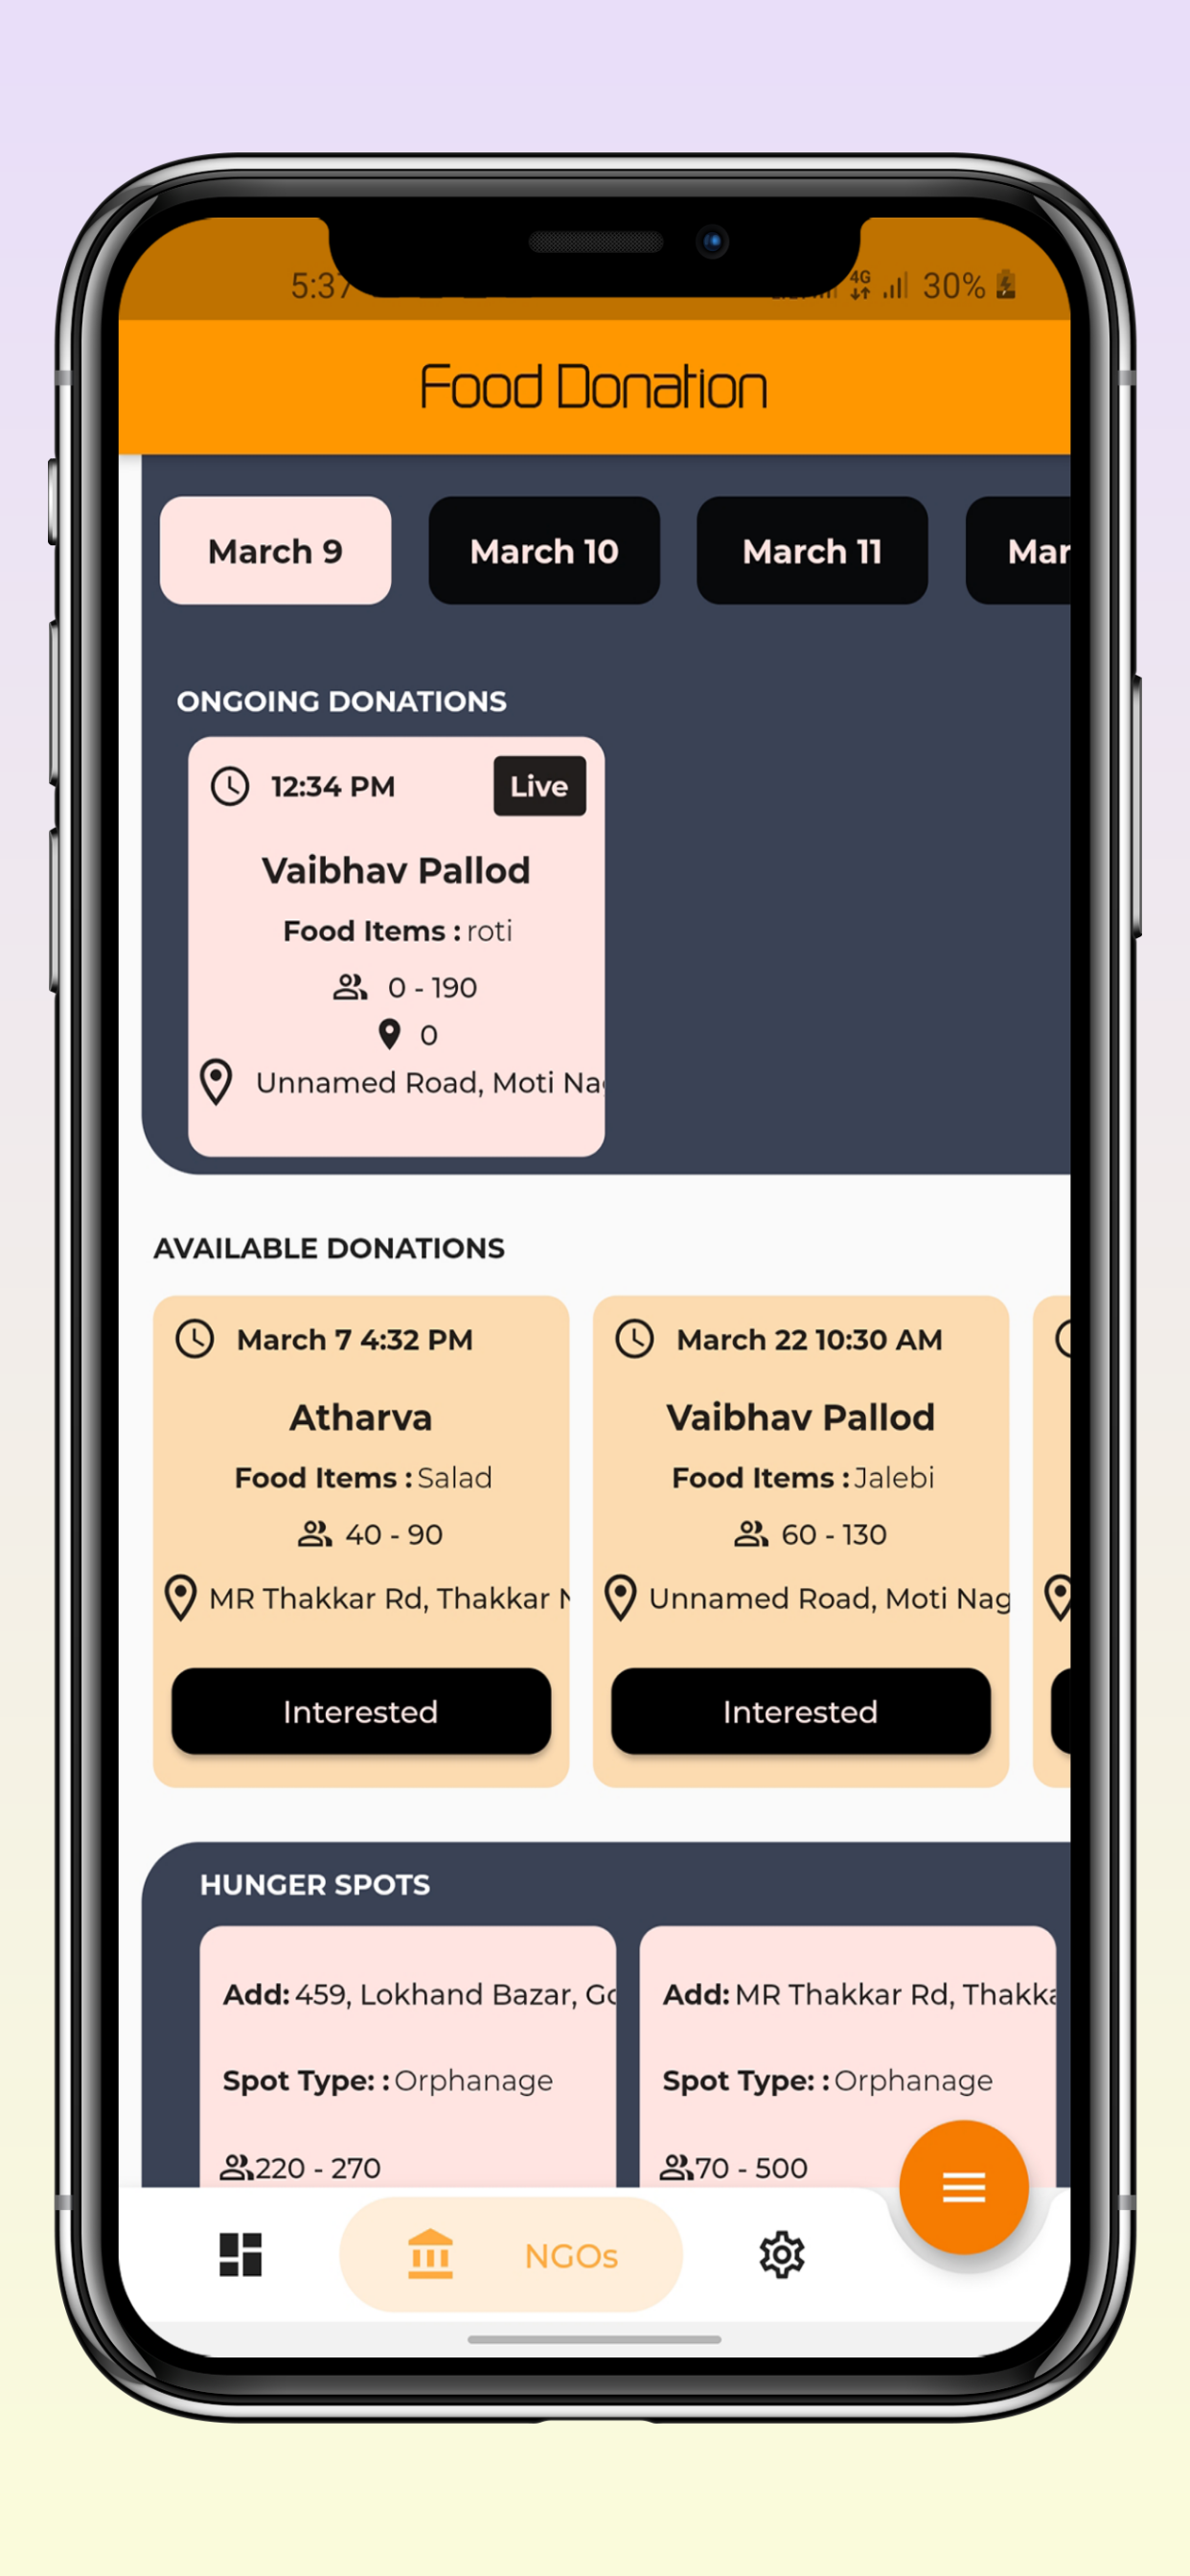 5:37
4G 30%
Food Donation
March 9 March 10 March 11 Mar
ONGOING DONATIONS
12:34 PM Live
Vaibhav Pallod
Food Items : roti
0 - 190
0
Unnamed Road, Moti Na
AVAILABLE DONATIONS
March 7 4:32 PM
Atharva
Food Items : Salad
40 - 90
MR Thakkar Rd, Thakkar N
Interested
March 22 10:30 AM
Vaibhav Pallod
Food Items : Jalebi
60 - 130
Unnamed Road, Moti Nag
Interested
HUNGER SPOTS
Add: 459, Lokhand Bazar, Go
Spot Type: : Orphanage
220 - 270
Add: MR Thakkar Rd, Thakka
Spot Type: : Orphanage
70 - 500
NGOs